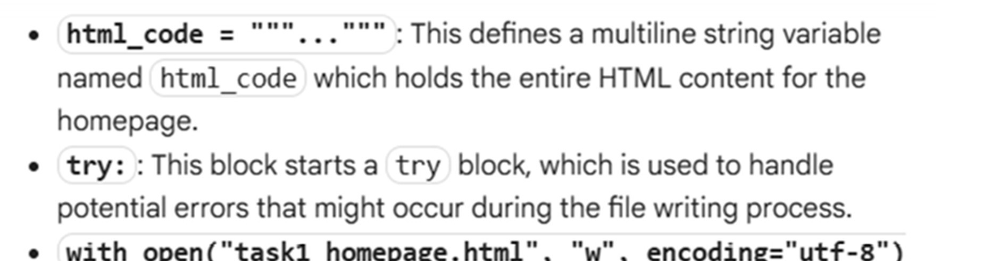 • html_code = """...""": This defines a multiline string variable
named html_code which holds the entire HTML content for the
homepage.
• try:: This block starts a try block, which is used to handle
potential errors that might occur during the file writing process.
• with open("task1_homepage.html", "w", encoding="utf-8")